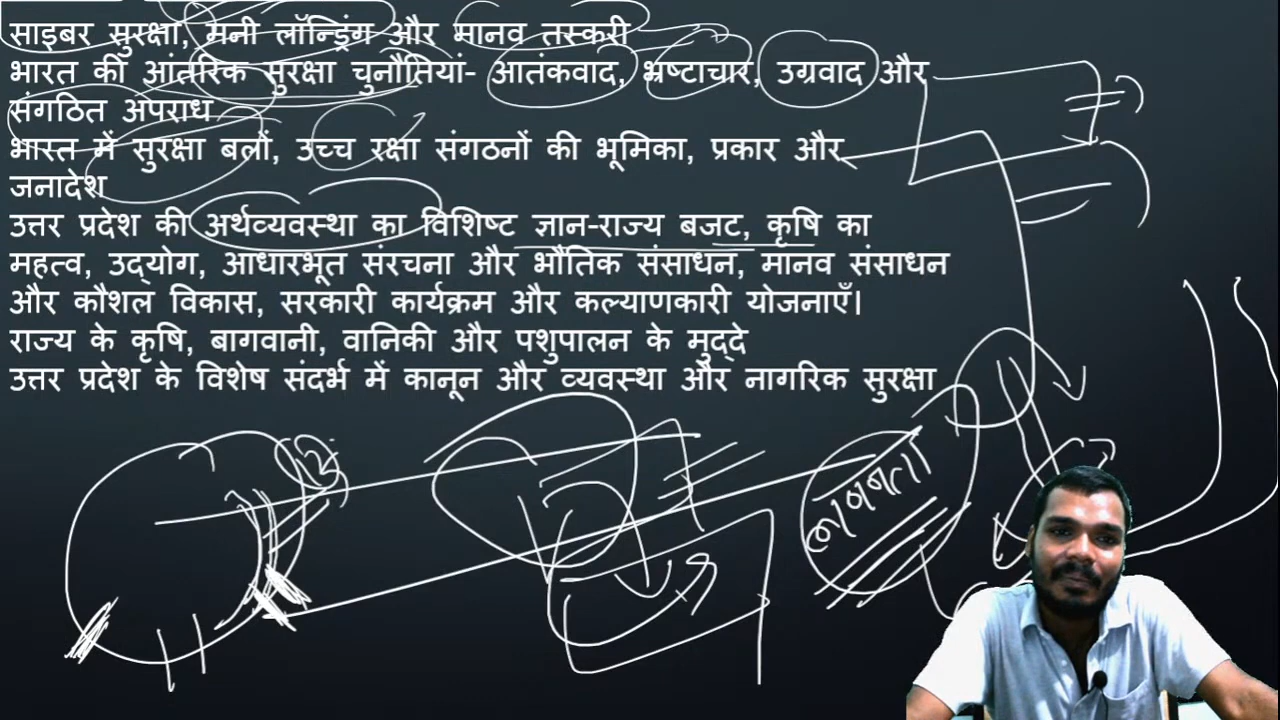 साइबर सुरक्षा, मनी लॉन्ड्रिंग और मानव तस्करी
भारत की आंतरिक सुरक्षा चुनौतियां- आतंकवाद, भ्रष्टाचार, उग्रवाद और
संगठित अपराध
भारत में सुरक्षा बलों, उच्च रक्षा संगठनों की भूमिका, प्रकार और
जनादेश
उत्तर प्रदेश की अर्थव्यवस्था का विशिष्ट ज्ञान-राज्य बजट, कृषि का
महत्व, उद्योग, आधारभूत संरचना और भौतिक संसाधन, मानव संसाधन
और कौशल विकास, सरकारी कार्यक्रम और कल्याणकारी योजनाएँ।
राज्य के कृषि, बागवानी, वानिकी और पशुपालन के मुद्दे
उत्तर प्रदेश के विशेष संदर्भ में कानून और व्यवस्था और नागरिक सुरक्षा